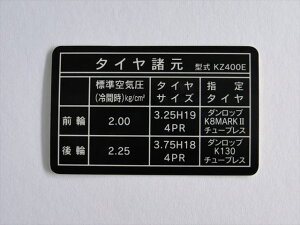 タイヤ諸元 型式 KZ400E
標準空気圧 (冷間時)kg/cm² タイヤ サイズ 指定 タイヤ
前輪 2.00 3.25H19 4PR ダンロップ K8MARKⅡ チューブレス
後輪 2.25 3.75H18 4PR ダンロップ K130 チューブレス